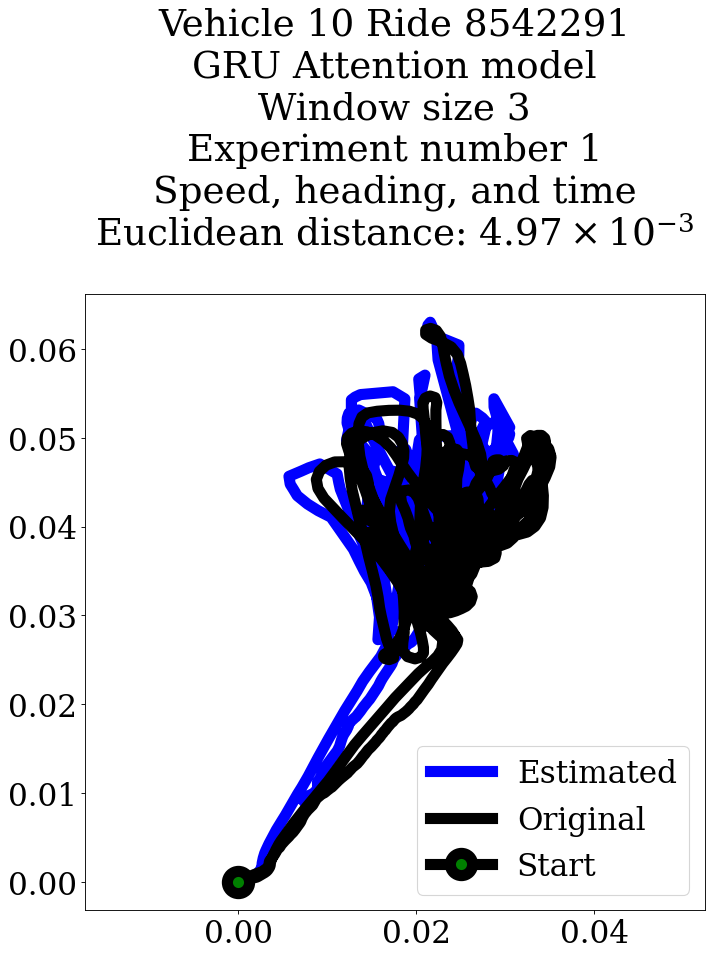 Vehicle 10 Ride 8542291
GRU Attention model
Window size 3
Experiment number 1
Speed, heading, and time
Euclidean distance: 4.97 × 10⁻³
0.06
0.05
0.04
0.03
0.02
0.01
0.00
Estimated
Original
Start
0.00 0.02 0.04